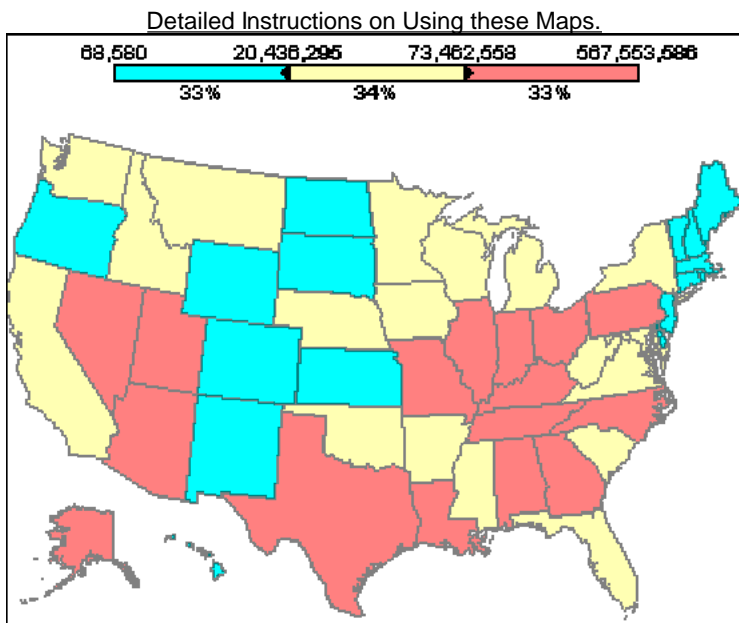 Detailed Instructions on Using these Maps.
68,580 20,436,295 73,462,558 567,553,586
33% 34% 33%